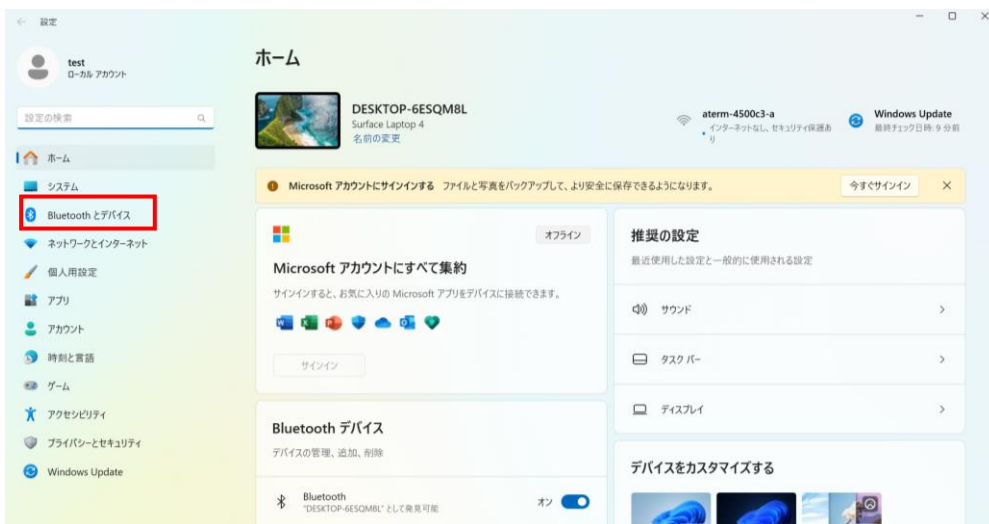 設定
test
ローカル アカウント
設定の検索
ホーム
システム
Bluetooth とデバイス
ネットワークとインターネット
個人用設定
アプリ
アカウント
時刻と言語
ゲーム
アクセシビリティ
プライバシーとセキュリティ
Windows Update
ホーム
DESKTOP-6ESQM8L
Surface Laptop 4
名前の変更
aterm-4500c3-a
インターネットなし、セキュリティ保護あ
り
Windows Update
最終チェック日時: 9 分前
Microsoft アカウントにサインインする ファイルと写真をバックアップして、より安全に保存できるようになります。
今すぐサインイン
オフライン
Microsoft アカウントにすべて集約
サインインすると、お気に入りの Microsoft アプリをデバイスに接続できます。
サインイン
Bluetooth デバイス
デバイスの管理、追加、削除
Bluetooth
"DESKTOP-6ESQM8L" として発見可能
オン
推奨の設定
最近使用した設定と一般的に使用される設定
サウンド
タスク バー
ディスプレイ
デバイスをカスタマイズする